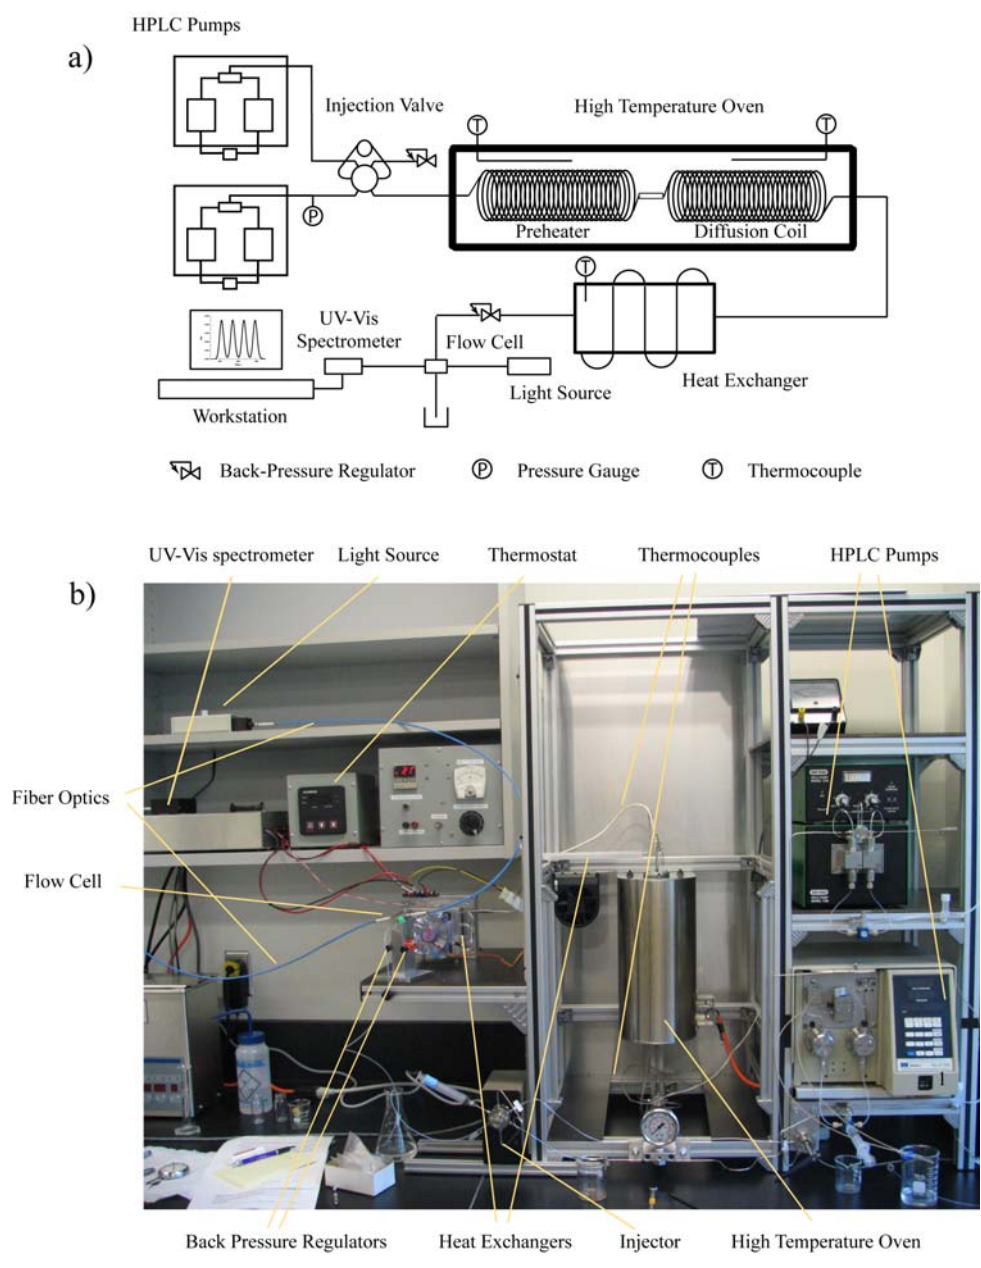 HPLC Pumps
a)
Injection Valve
High Temperature Oven
T
T
P
Preheater
Diffusion Coil
T
UV-Vis
Spectrometer
Flow Cell
Light Source
Heat Exchanger
Workstation
Back-Pressure Regulator
P
Pressure Gauge
T
Thermocouple
UV-Vis spectrometer
Light Source
Thermostat
Thermocouples
HPLC Pumps
b)
Fiber Optics
Flow Cell
Back Pressure Regulators
Heat Exchangers
Injector
High Temperature Oven